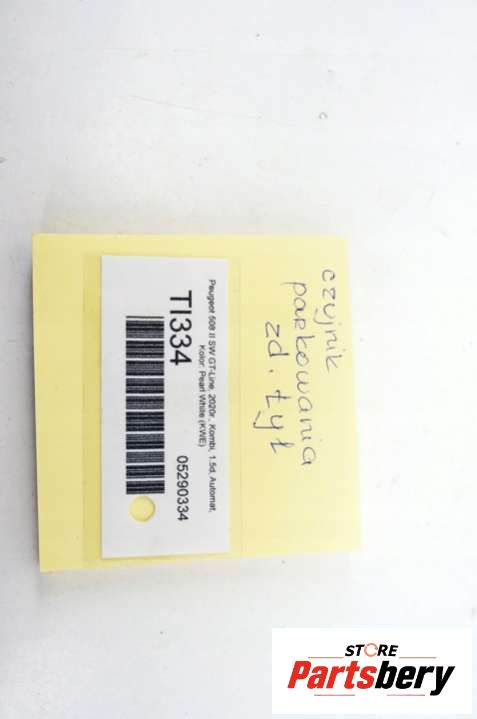 czujnik
parkowania
zd. tył
Peugeot 508 II SW GT-Line, 2020r., Kombi, 1.5d, Automat,
Kolor: Pearl White (KWE)
TI334
05290334
STORE
Partsbery